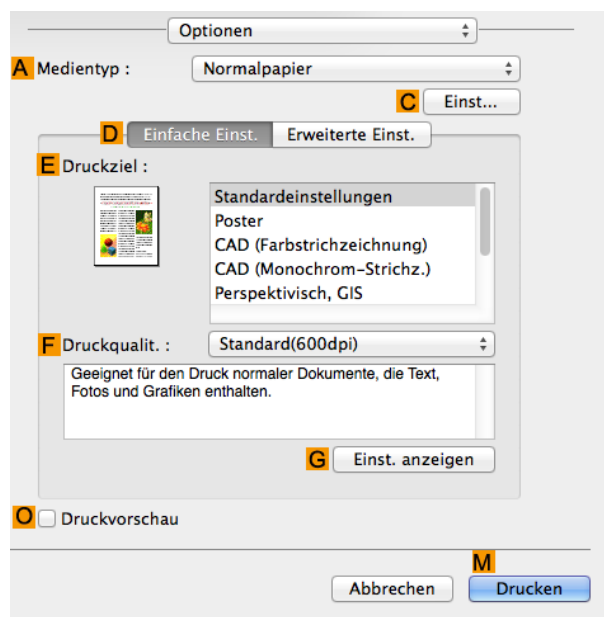 Optionen
A Medientyp : Normalpapier
C Einst...
D Einfache Einst. Erweiterte Einst.
E Druckziel :
Standardeinstellungen
Poster
CAD (Farbstrichzeichnung)
CAD (Monochrom-Strichz.)
Perspektivisch, GIS
F Druckqualit. : Standard(600dpi)
Geeignet für den Druck normaler Dokumente, die Text,
Fotos und Grafiken enthalten.
G Einst. anzeigen
O Druckvorschau
M
Abbrechen Drucken